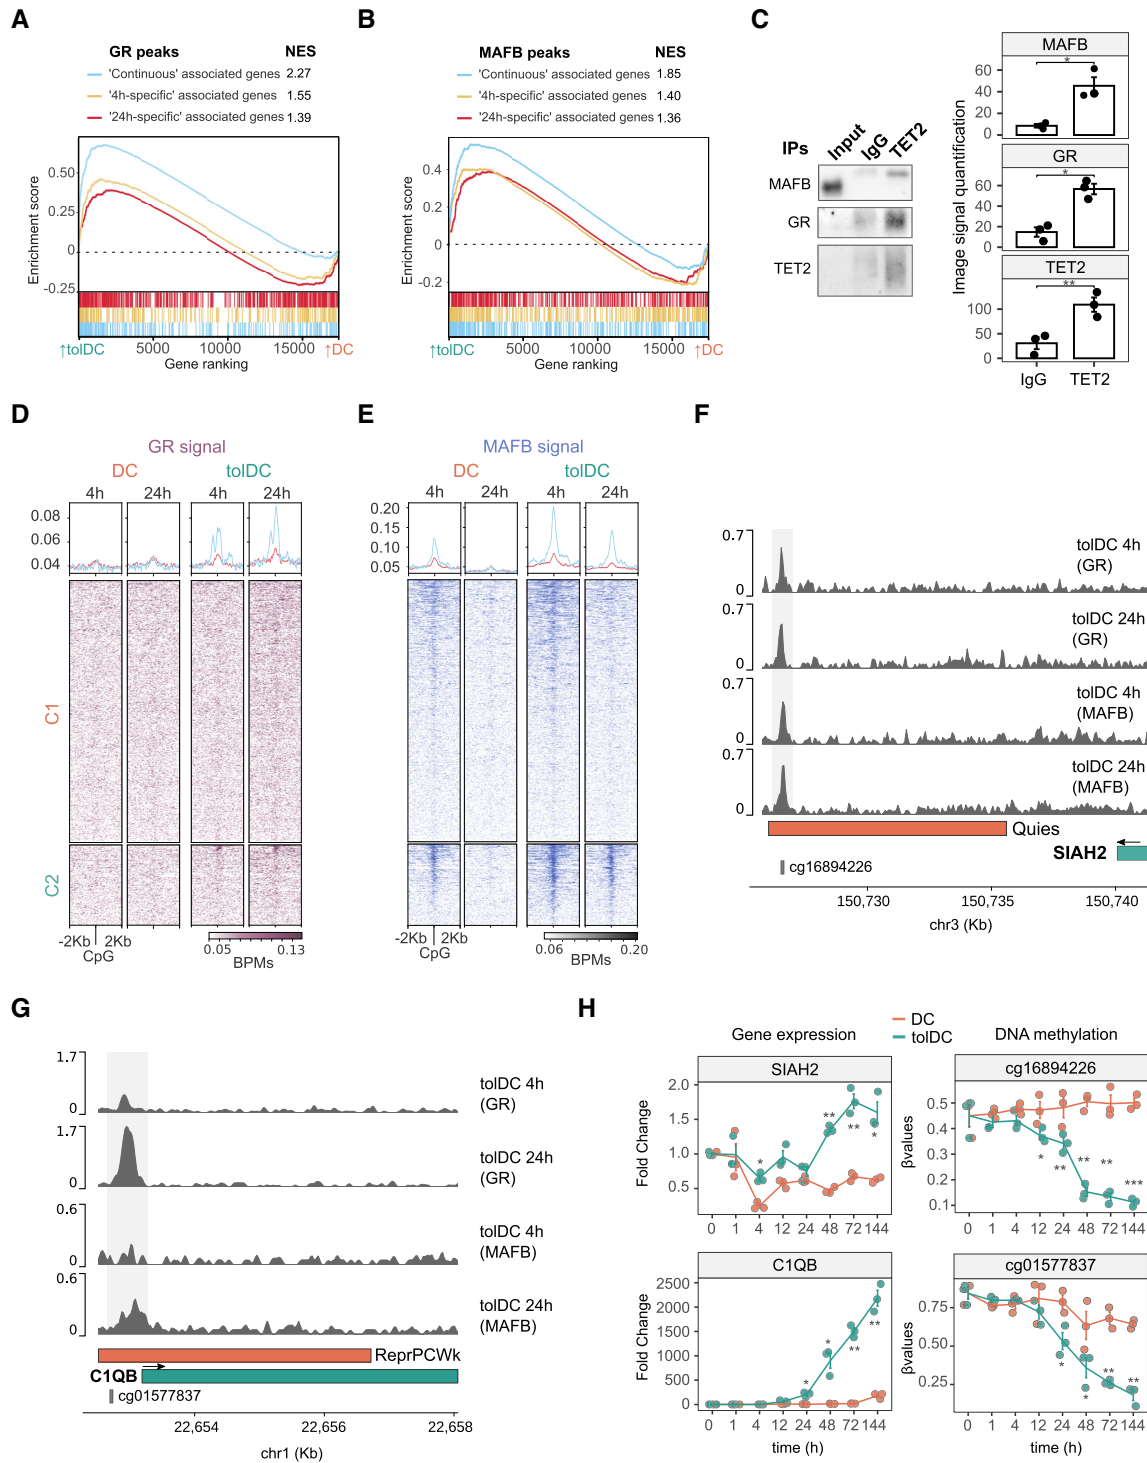 A
GR peaks NES
'Continuous' associated genes 2.27
'4h-specific' associated genes 1.55
'24h-specific' associated genes 1.39
Enrichment score
0.50
0.25
0
-0.25
↑tolDC 5000 10000 15000 ↑DC
Gene ranking
B
MAFB peaks NES
'Continuous' associated genes 1.85
'4h-specific' associated genes 1.40
'24h-specific' associated genes 1.36
Enrichment score
0.4
0.2
0
-0.2
↑tolDC 5000 10000 15000 ↑DC
Gene ranking
C
IPs Input IgG TET2
MAFB
GR
TET2
Image signal quantification
MAFB
*
60
40
20
0
GR
*
60
40
20
0
TET2
**
100
50
0
IgG TET2
D
GR signal
DC tolDC
4h 24h 4h 24h
0.08
0.06
0.04
C1
C2
-2Kb 2Kb
CpG
0.05 0.13
BPMs
E
MAFB signal
DC tolDC
4h 24h 4h 24h
0.20
0.15
0.10
0.05
-2Kb 2Kb
CpG
0.06 0.20
BPMs
F
0.7
0
tolDC 4h
(GR)
0.7
0
tolDC 24h
(GR)
0.7
0
tolDC 4h
(MAFB)
0.7
0
tolDC 24h
(MAFB)
Quies
SIAH2
cg16894226
150,730 150,735 150,740
chr3 (Kb)
G
1.7
0
tolDC 4h
(GR)
1.7
0
tolDC 24h
(GR)
0.6
0
tolDC 4h
(MAFB)
0.6
0
tolDC 24h
(MAFB)
ReprPCWk
C1QB
cg01577837
22,654 22,656 22,658
chr1 (Kb)
H
DC
tolDC
Gene expression DNA methylation
SIAH2
Fold Change
2.0
1.5
1.0
0.5
* ** ** *
0 1 4 12 24 48 72 144
cg16894226
βvalues
0.5
0.4
0.3
0.2
0.1
* ** ** ** ***
0 1 4 12 24 48 72 144
C1QB
Fold Change
2500
2000
1500
1000
500
0
* * ** **
0 1 4 12 24 48 72 144
time (h)
cg01577837
βvalues
0.75
0.50
0.25
* * ** **
0 1 4 12 24 48 72 144
time (h)